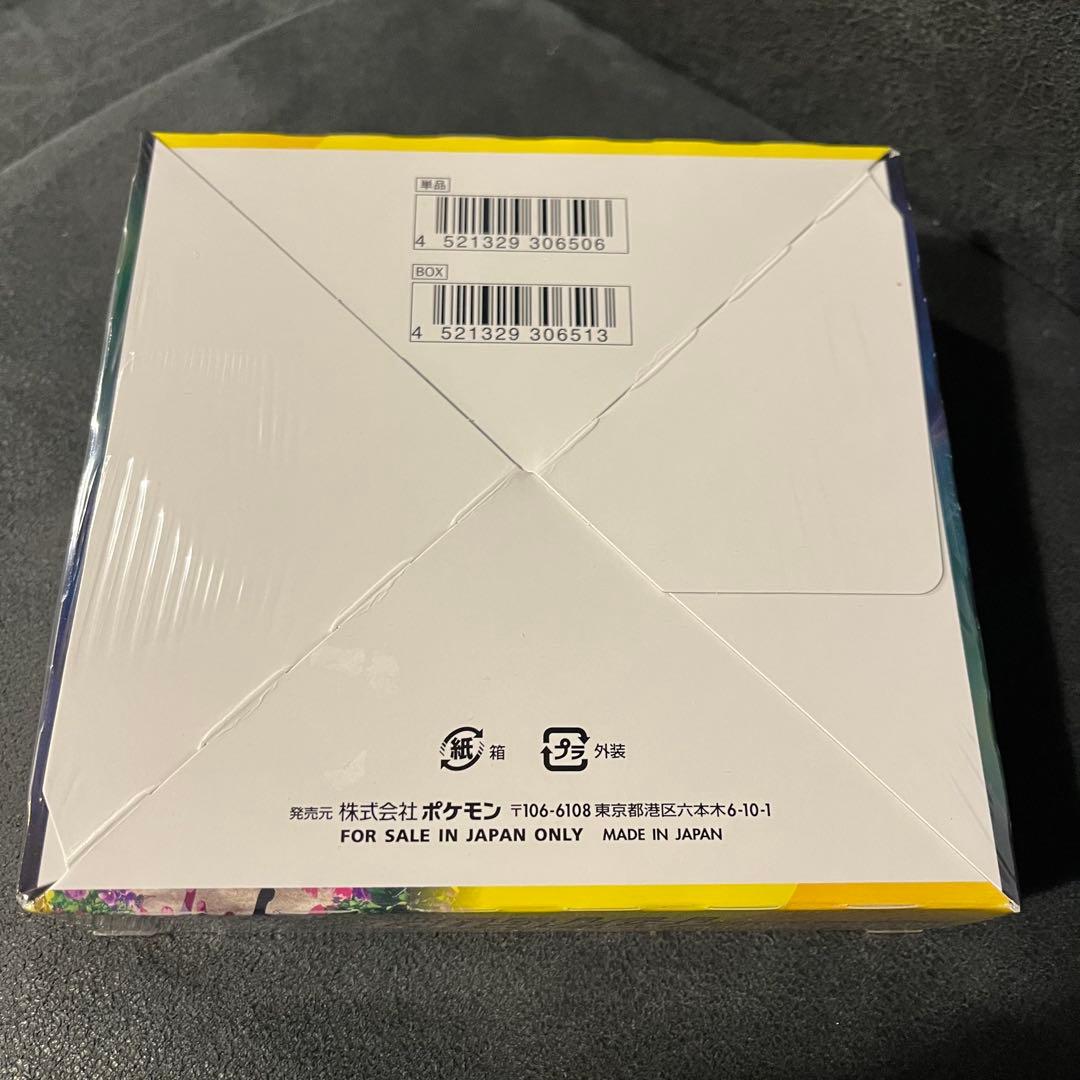 単品
4 521329 306506
BOX
4 521329 306513
紙 箱 プラ 外装
発売元 株式会社 ポケモン 〒106-6108 東京都港区六本木6-10-1
FOR SALE IN JAPAN ONLY MADE IN JAPAN